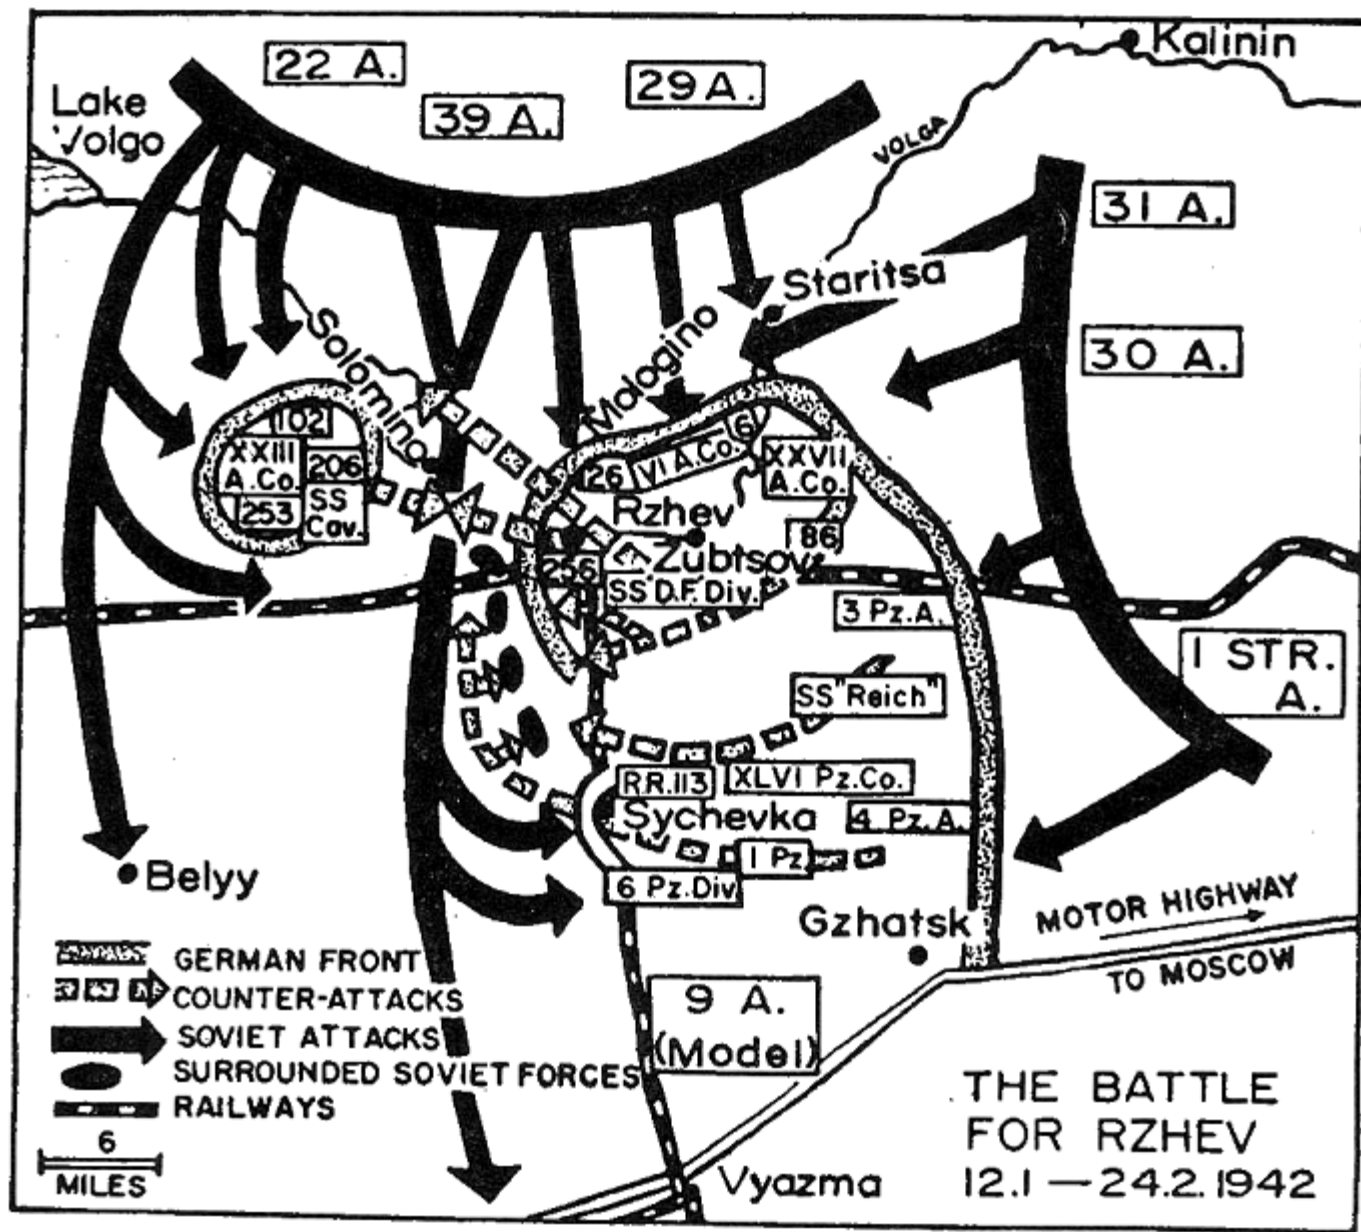 Kalinin
22 A.
29 A.
Lake
Volgo
39 A.
VOLGA
31 A.
Staritsa
Solomino
Malogino
30 A.
102
6
XXIII
A.Co.
206
26
VI A.Co.
XXVII
A.Co.
253
SS
Cav.
Rzhev
86
256
Zubtsov
SS"D.F."Div.
3 Pz.A.
1 STR.
A.
SS"Reich"
R.R.113
XLVI Pz.Co.
Sychevka
4 Pz.A.
1 Pz
Belyy
6 Pz.Div
Gzhatsk
MOTOR HIGHWAY
TO MOSCOW
GERMAN FRONT
COUNTER-ATTACKS
SOVIET ATTACKS
SURROUNDED SOVIET FORCES
RAILWAYS
6
MILES
9 A.
(Model)
Vyazma
THE BATTLE
FOR RZHEV
12.1 — 24.2.1942